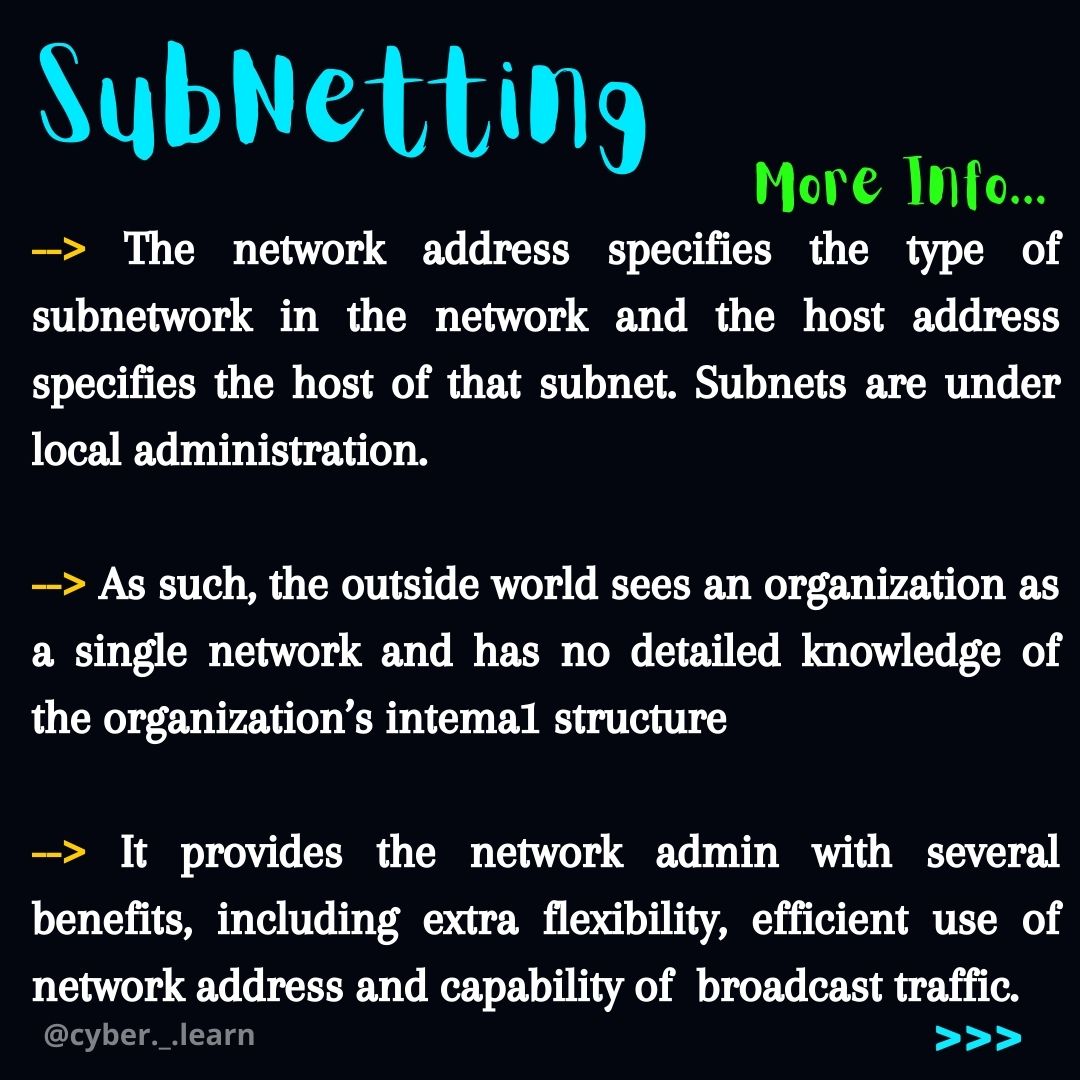 SubNetting
More Info...
--> The network address specifies the type of
subnetwork in the network and the host address
specifies the host of that subnet. Subnets are under
local administration.
--> As such, the outside world sees an organization as
a single network and has no detailed knowledge of
the organization’s intema1 structure
--> It provides the network admin with several
benefits, including extra flexibility, efficient use of
network address and capability of  broadcast traffic.
@cyber._.learn
>>>